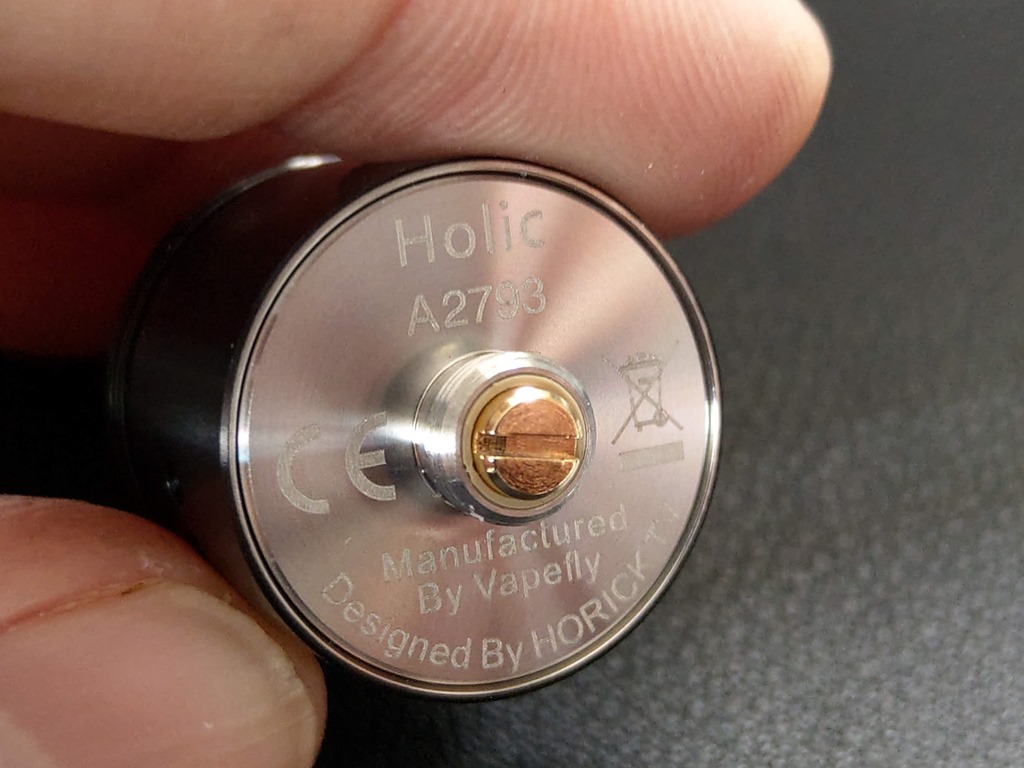 Holic
A2793
CE
Manufactured
By Vapefly
Designed By HORICK TV